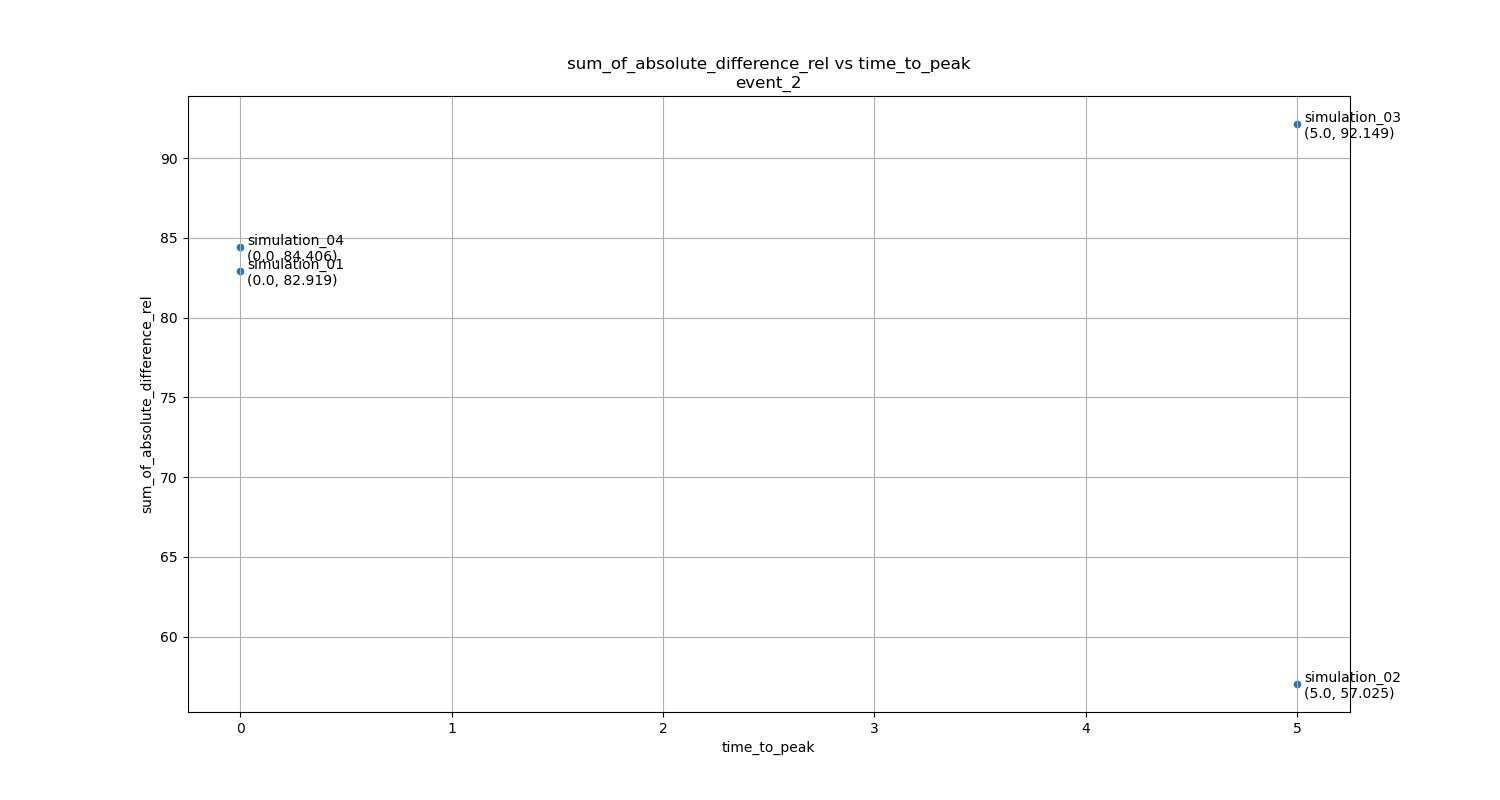 sum_of_absolute_difference_rel vs time_to_peak
event_2
simulation_03
(5.0, 92.149)
90
85
simulation_04
(0.0, 84.406)
simulation_01
(0.0, 82.919)
80
75
70
65
60
sum_of_absolute_difference_rel
simulation_02
(5.0, 57.025)
0 1 2 3 4 5
time_to_peak